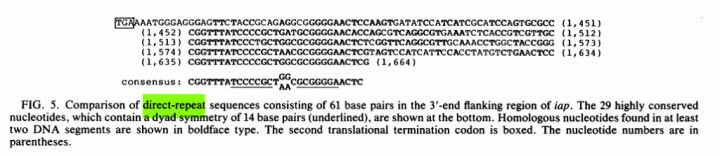 TGAAAATGGGAGGGAGTTCTACCGCAGAGGCGGGGGAACTCCAAGTGATATCCATCATCGCATCCAGTGCGCC (1,451)
(1,452) CGGTTTATCCCCGCTGATGCGGGGAACACCAGCGTCAGGCGTGAAATCTCACCGTCGTTGC (1,512)
(1,513) CGGTTTATCCCTGCTGGCGCGGGGAACTCTCGGTTCAGGCGTTGCAAACCTGGCTACCGGG (1,573)
(1,574) CGGTTTATCCCCGCTAACGCGGGGAACTCGTAGTCCATCATTCCACCTATGTCTGAACTCC (1,634)
(1,635) CGGTTTATCCCCGCTGGCGCGGGGAACTCG (1,664)
GG
consensus: CGGTTTATCCCCGCT CGCGGGGAACTC
AA
FIG. 5. Comparison of direct-repeat sequences consisting of 61 base pairs in the 3'-end flanking region of iap. The 29 highly conserved
nucleotides, which contain a dyad symmetry of 14 base pairs (underlined), are shown at the bottom. Homologous nucleotides found in at least
two DNA segments are shown in boldface type. The second translational termination codon is boxed. The nucleotide numbers are in
parentheses.